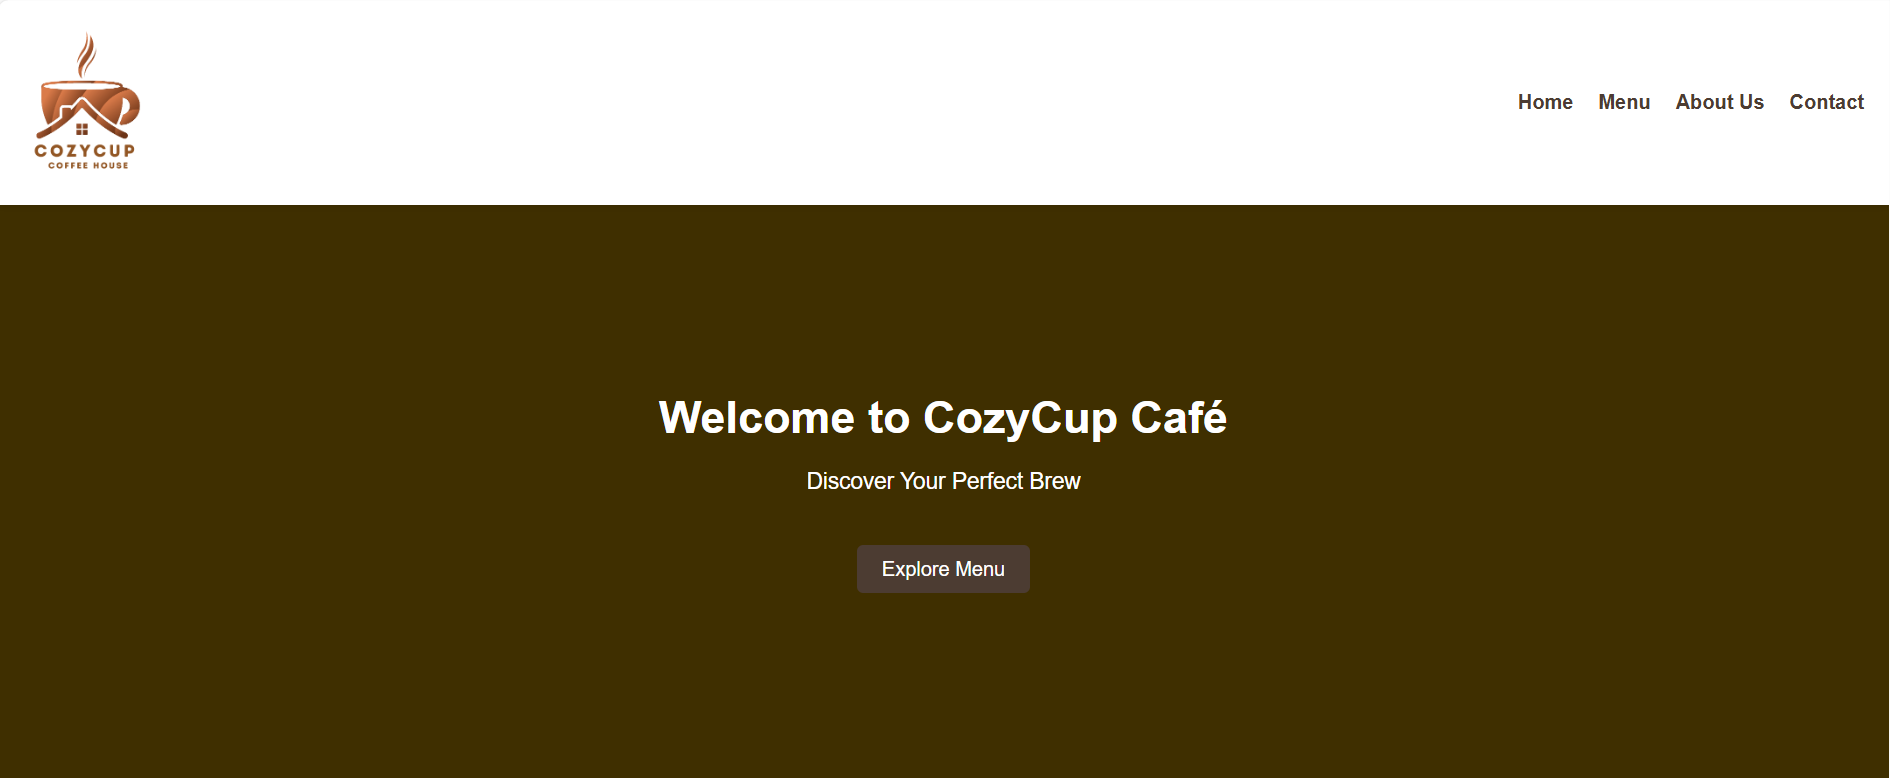 COZYCUP
COFFEE HOUSE
Home Menu About Us Contact
Welcome to CozyCup Café
Discover Your Perfect Brew
Explore Menu